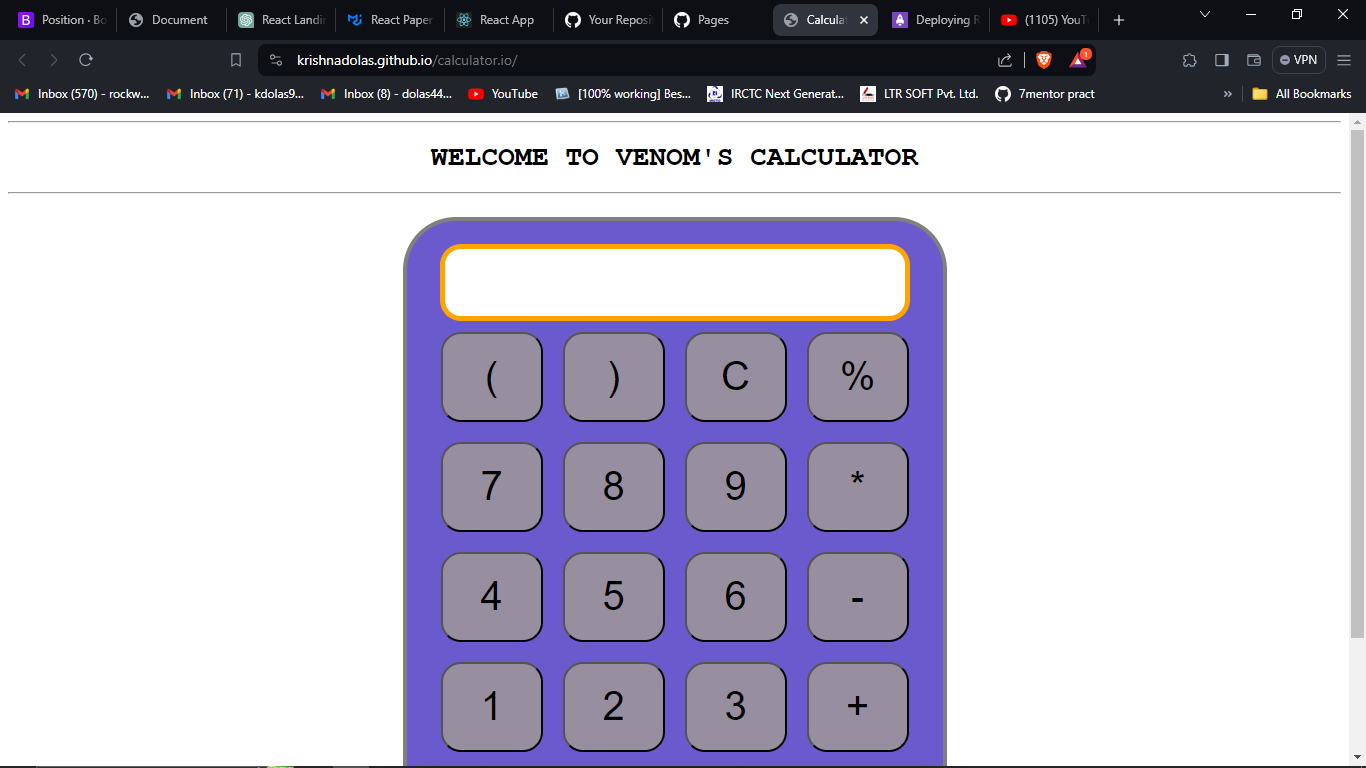 Position - Bo Document React Landin React Paper React App Your Reposi Pages Calculat Deploying R (1105) YouT
krishnadolas.github.io/calculator.io/ 1 VPN
Inbox (570) - rockw... Inbox (71) - kdolas9... Inbox (8) - dolas44... YouTube [100% working] Bes... IRCTC Next Generat... LTR SOFT Pvt. Ltd. 7mentor pract » All Bookmarks
WELCOME TO VENOM'S CALCULATOR
( ) C %
7 8 9 *
4 5 6 -
1 2 3 +